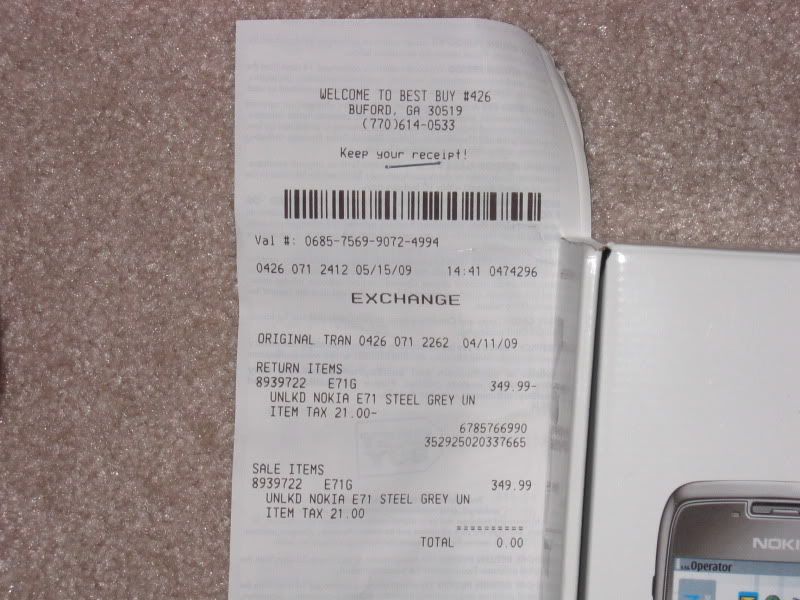 WELCOME TO BEST BUY #426
BUFORD, GA 30519
(770)614-0533
Keep your receipt!
Val #: 0685-7569-9072-4994
0426 071 2412 05/15/09 14:41 0474296
EXCHANGE
ORIGINAL TRAN 0426 071 2262 04/11/09
RETURN ITEMS
8939722 E71G 349.99-
UNLKD NOKIA E71 STEEL GREY UN
ITEM TAX 21.00-
6785766990
352925020337665
SALE ITEMS
8939722 E71G 349.99
UNLKD NOKIA E71 STEEL GREY UN
ITEM TAX 21.00
==========
TOTAL 0.00
NOKI
Operator